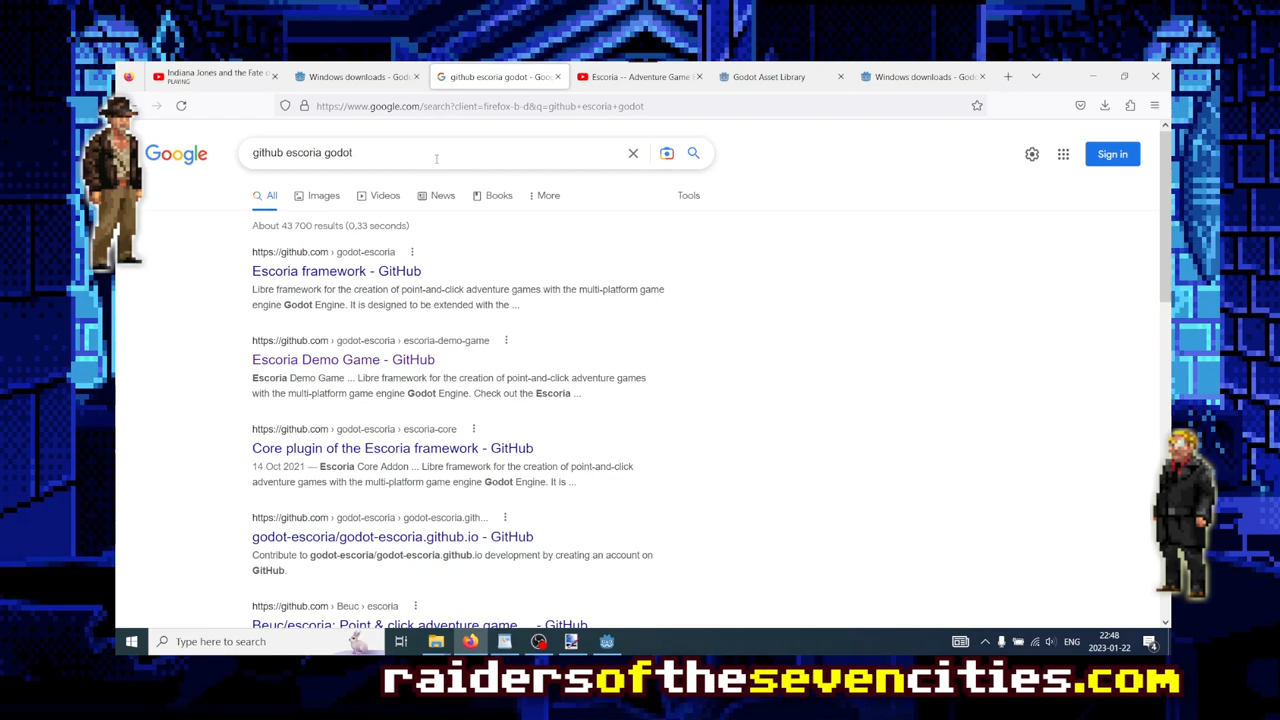 Indiana Jones and the Fate o
PLAYING
Windows downloads - Godo
github escoria godot - Goo
Escoria -- Adventure Game E
Godot Asset Library
Windows downloads - Godo
https://www.google.com/search?client=firefox-b-d&q=github+escoria+godot
Google
github escoria godot
Sign in
All
Images
Videos
News
Books
More
Tools
About 43 700 results (0,33 seconds)
https://github.com › godot-escoria
Escoria framework - GitHub
Libre framework for the creation of point-and-click adventure games with the multi-platform game
engine Godot Engine. It is designed to be extended with the ...
https://github.com › godot-escoria › escoria-demo-game
Escoria Demo Game - GitHub
Escoria Demo Game ... Libre framework for the creation of point-and-click adventure games
with the multi-platform game engine Godot Engine. Check out the Escoria ...
https://github.com › godot-escoria › escoria-core
Core plugin of the Escoria framework - GitHub
14 Oct 2021 — Escoria Core Addon ... Libre framework for the creation of point-and-click
adventure games with the multi-platform game engine Godot Engine. It is ...
https://github.com › godot-escoria › godot-escoria.gith...
godot-escoria/godot-escoria.github.io - GitHub
Contribute to godot-escoria/godot-escoria.github.io development by creating an account on
GitHub.
https://github.com › Beuc › escoria
Beuc/escoria: Point & click adventure game ... - GitHub
Type here to search
ENG
22:48
2023-01-22
4
raidersofthesevencities.com